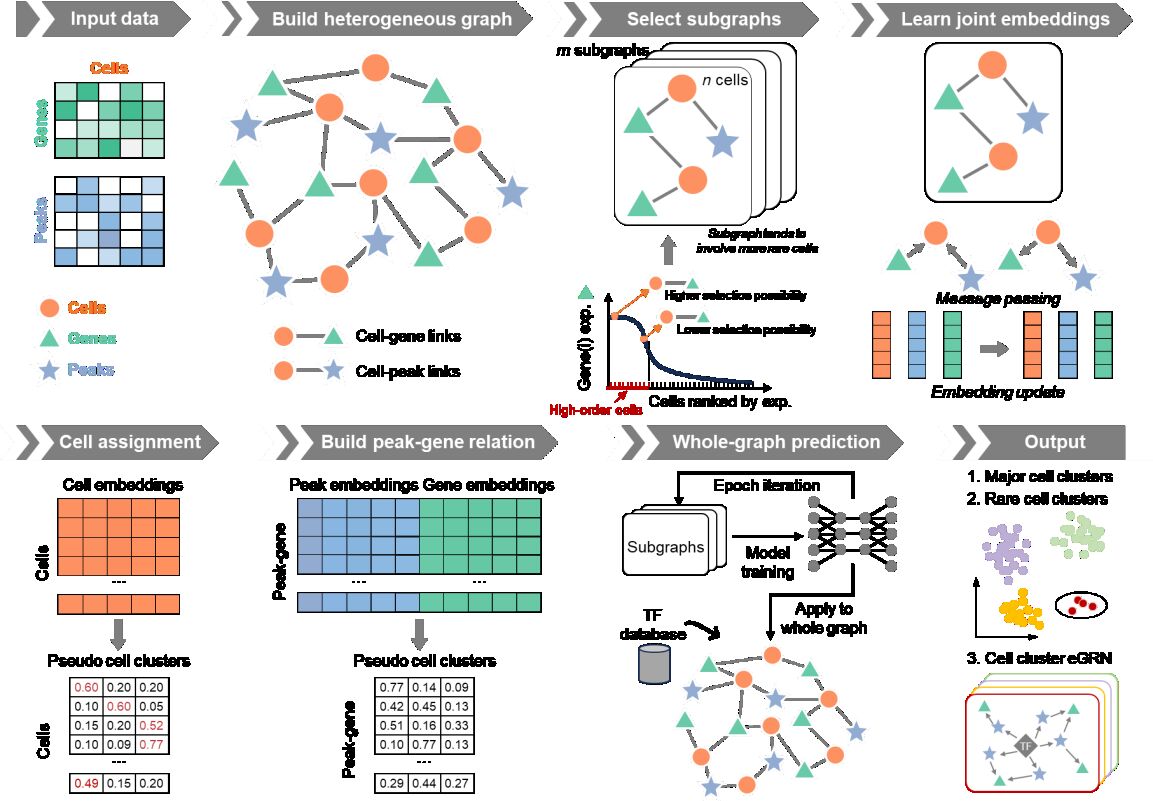 Input data
Build heterogeneous graph
Select subgraphs
Learn joint embeddings
Cells
Genes
Peaks
Cells
Genes
Peaks
Cell-gene links
Cell-peak links
m subgraphs
n cells
Subgraph tends to
involve more rare cells
Gene(i) exp.
Higher selection possibility
Lower selection possibility
High-order cells
Cells ranked by exp.
Message passing
Embedding update
Cell assignment
Build peak-gene relation
Whole-graph prediction
Output
Cell embeddings
Cells
---
Pseudo cell clusters
Cells
0.60 0.20 0.20
0.10 0.60 0.05
0.15 0.20 0.52
0.10 0.09 0.77
---
0.49 0.15 0.20
Peak embeddings Gene embeddings
Peak-gene
--- ---
Pseudo cell clusters
Peak-gene
0.77 0.14 0.09
0.42 0.45 0.13
0.51 0.16 0.33
0.10 0.77 0.13
---
0.29 0.44 0.27
Epoch iteration
Subgraphs
Model
training
Apply to
whole graph
TF
database
1. Major cell clusters
2. Rare cell clusters
3. Cell cluster eGRN
TF